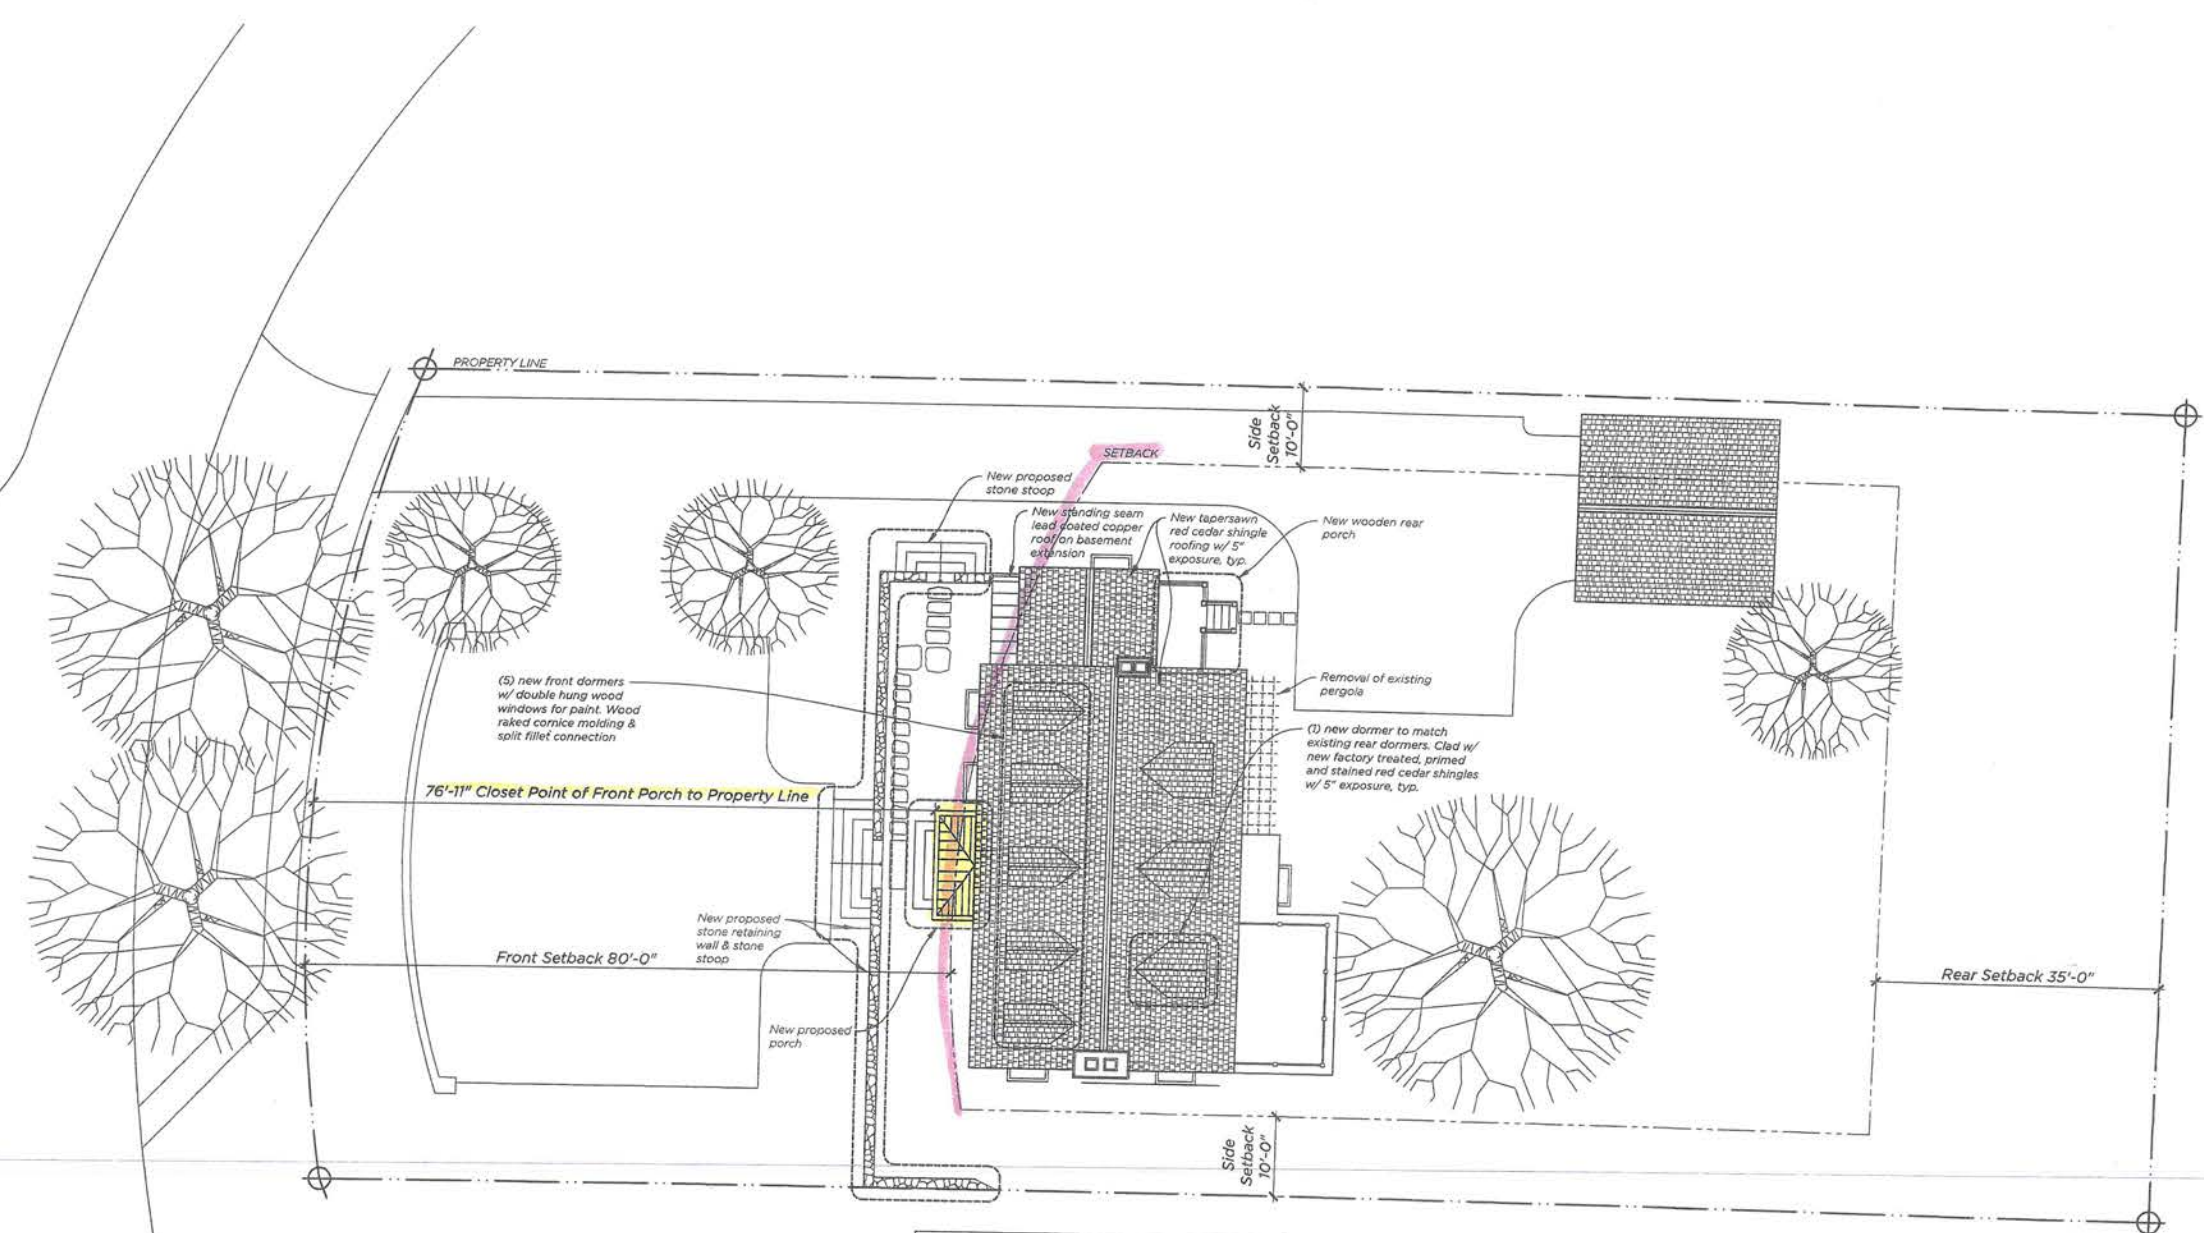 PROPERTY LINE
Side
Setback
10'-0"
SETBACK
New proposed
stone stoop
New standing seam
lead coated copper
roof on basement
extension
New tapersawn
red cedar shingle
roofing w/ 5"
exposure, typ.
New wooden rear
porch
(5) new front dormers
w/ double hung wood
windows for paint. Wood
raked cornice molding &
split fillet connection
Removal of existing
pergola
(1) new dormer to match
existing rear dormers. Clad w/
new factory treated, primed
and stained red cedar shingles
w/ 5" exposure, typ.
76'-11" Closet Point of Front Porch to Property Line
New proposed
stone retaining
wall & stone
stoop
Front Setback 80'-0"
Rear Setback 35'-0"
New proposed
porch
Side
Setback
10'-0"